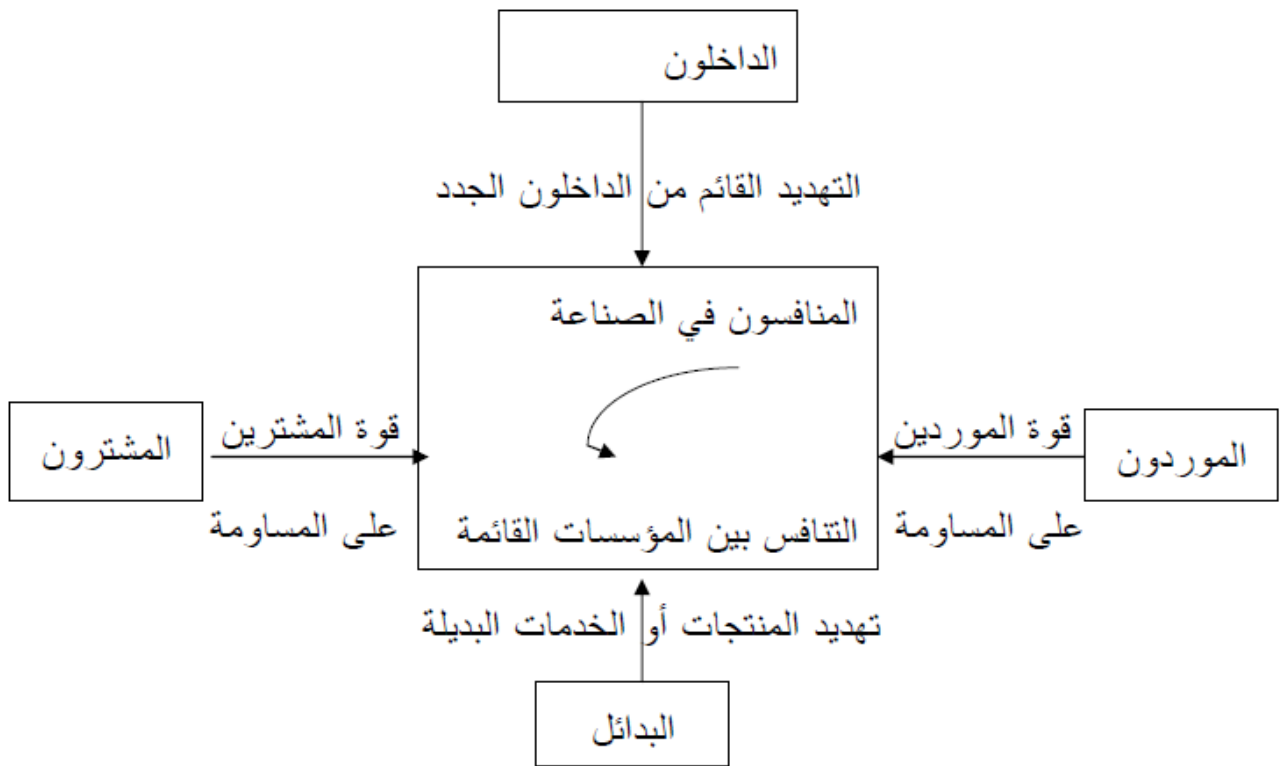 الداخلون
التهديد القائم من الداخلون الجدد
المنافسون في الصناعة
الموردون
قوة الموردين
على المساومة
المشترون
قوة المشترين
على المساومة
التنافس بين المؤسسات القائمة
تهديد المنتجات أو الخدمات البديلة
البدائل